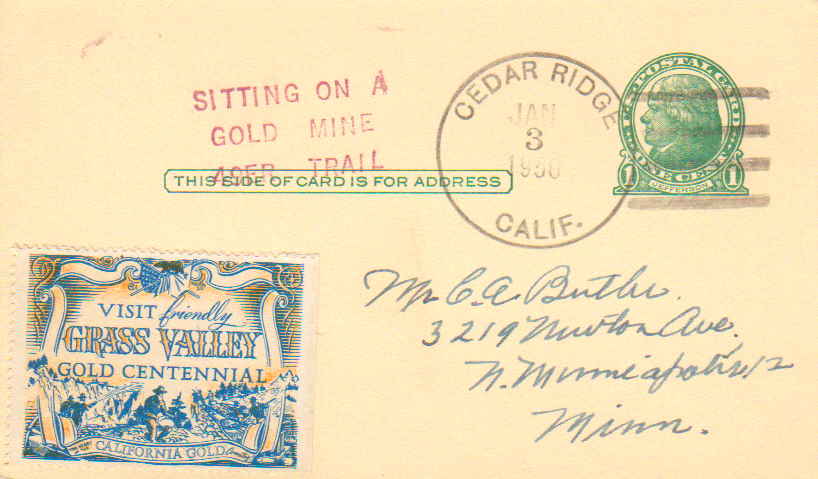 SITTING ON A
GOLD MINE
49ER TRAIL
THIS SIDE OF CARD IS FOR ADDRESS
CEDAR RIDGE
JAN
3
1950
CALIF.
U.S. POSTAL CARD
ONE CENT
1 JEFFERSON 1
VISIT friendly
GRASS VALLEY
GOLD CENTENNIAL
CALIFORNIA GOLD
Mr C. A. Butler.
3219 Newton Ave.
N. Minneapolis 12
Minn.